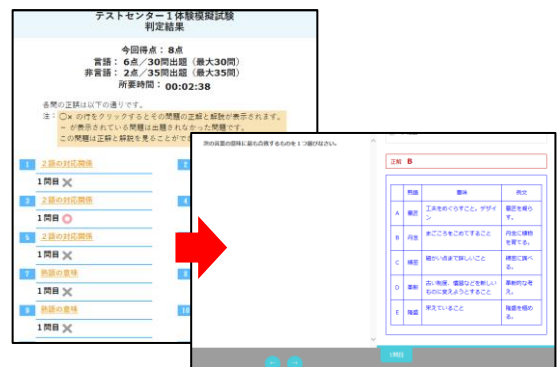 テストセンター１体験模擬試験
判定結果
今回得点： 8点
言語： 6点／30問出題（最大30問）
非言語： 2点／35問出題（最大35問）
所要時間：00:02:38
各問の正誤は以下の通りです。
注：〇× の行をクリックするとその問題の正解と解説が表示されます。
－ が表示されている問題は出題されなかった問題です。
この問題は正解と解説を見ることがで
1 2語の対応関係
2
1問目
3 2語の対応関係
4
1問目
5 2語の対応関係
1問目
7 熟語の意味
1問目
9 熟語の意味
10
1問目
次の言葉の意味に最も合致するものを１つ選びなさい。
正解 B
熟語 意味 例文
A 意匠 工夫をめぐらすこと。デザイン 意匠を凝らす。
B 丹念 まごころをこめてすること
C 綿密 細かい点まで詳しいこと 綿密に調べる。
D 革新 古い制度、慣習などを新しいものに変えようとすること 革新的な考え。
E 隆盛 栄えていること 隆盛を極める。
1問目